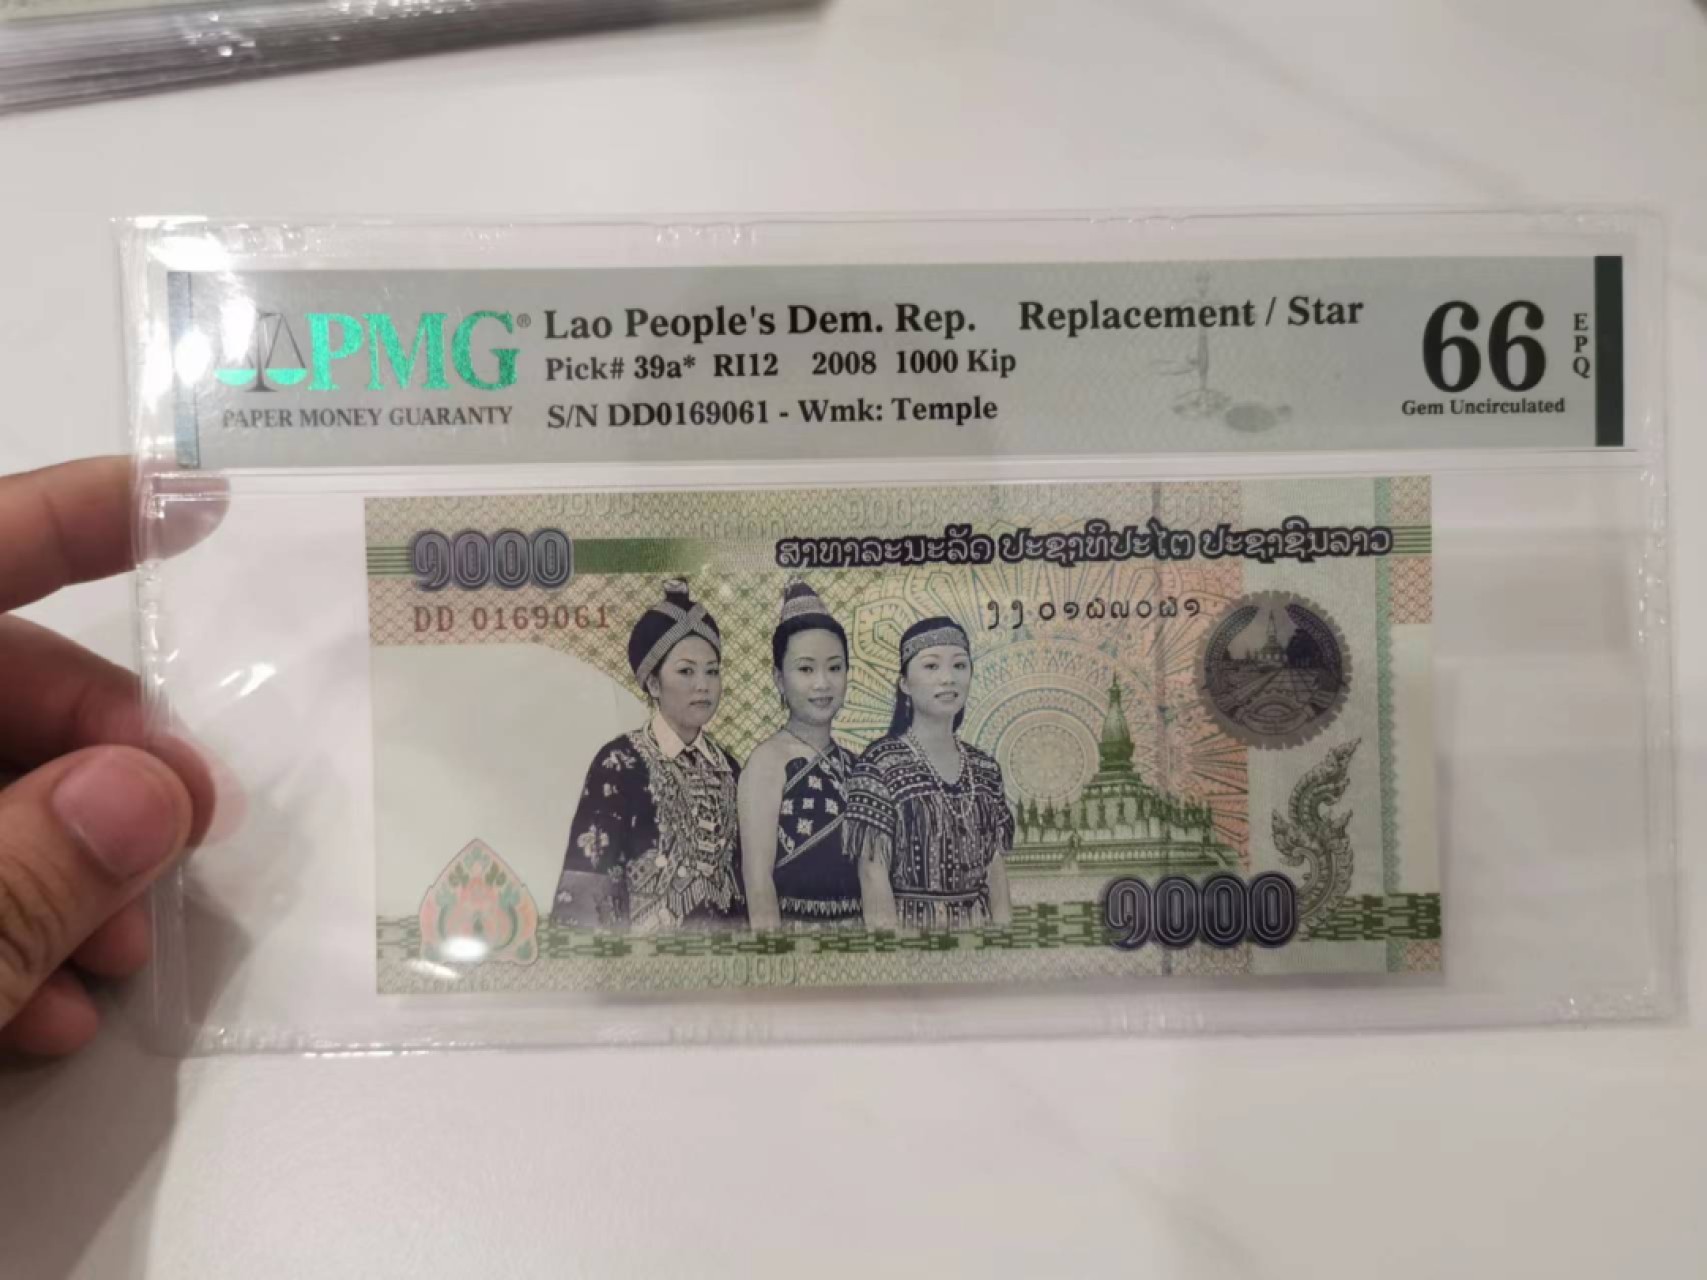 PMG®
PAPER MONEY GUARANTY
Lao People's Dem. Rep. Replacement / Star
Pick# 39a* RI12 2008 1000 Kip
S/N DD0169061 - Wmk: Temple
66
EPQ
Gem Uncirculated
໑000
ສາທາລະນະລັດ ປະຊາທິປະໄຕ ປະຊາຊົນລາວ
DD 0169061
໑໐໐໐